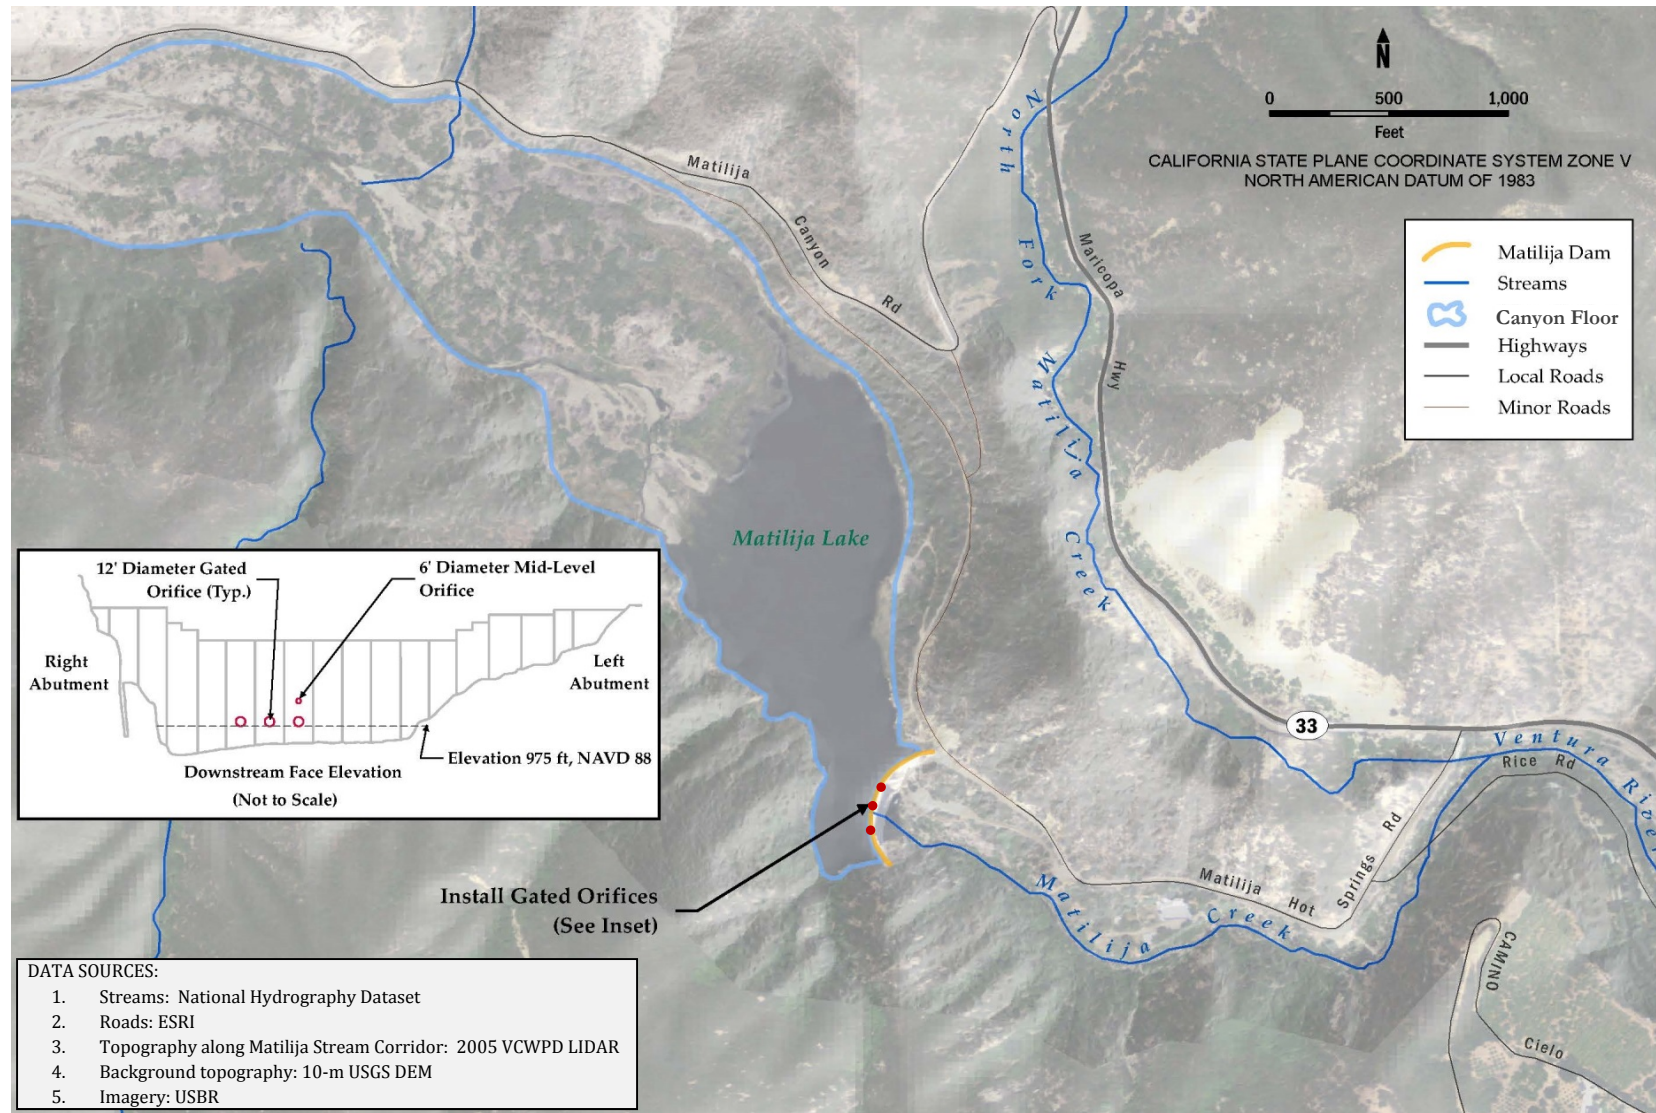 N
0 500 1,000
Feet
CALIFORNIA STATE PLANE COORDINATE SYSTEM ZONE V
NORTH AMERICAN DATUM OF 1983
Matilija Dam
Streams
Canyon Floor
Highways
Local Roads
Minor Roads
North Fork Matilija Creek
Matilija Canyon Rd
Maricopa Hwy
Matilija Lake
33
Ventura River
Rice Rd
Matilija Hot Springs Rd
Matilija Creek
CAMINO
Cielo
12' Diameter Gated
Orifice (Typ.)
6' Diameter Mid-Level
Orifice
Right
Abutment
Left
Abutment
Elevation 975 ft, NAVD 88
Downstream Face Elevation
(Not to Scale)
Install Gated Orifices
(See Inset)
DATA SOURCES:
1. Streams: National Hydrography Dataset
2. Roads: ESRI
3. Topography along Matilija Stream Corridor: 2005 VCWPD LIDAR
4. Background topography: 10-m USGS DEM
5. Imagery: USBR